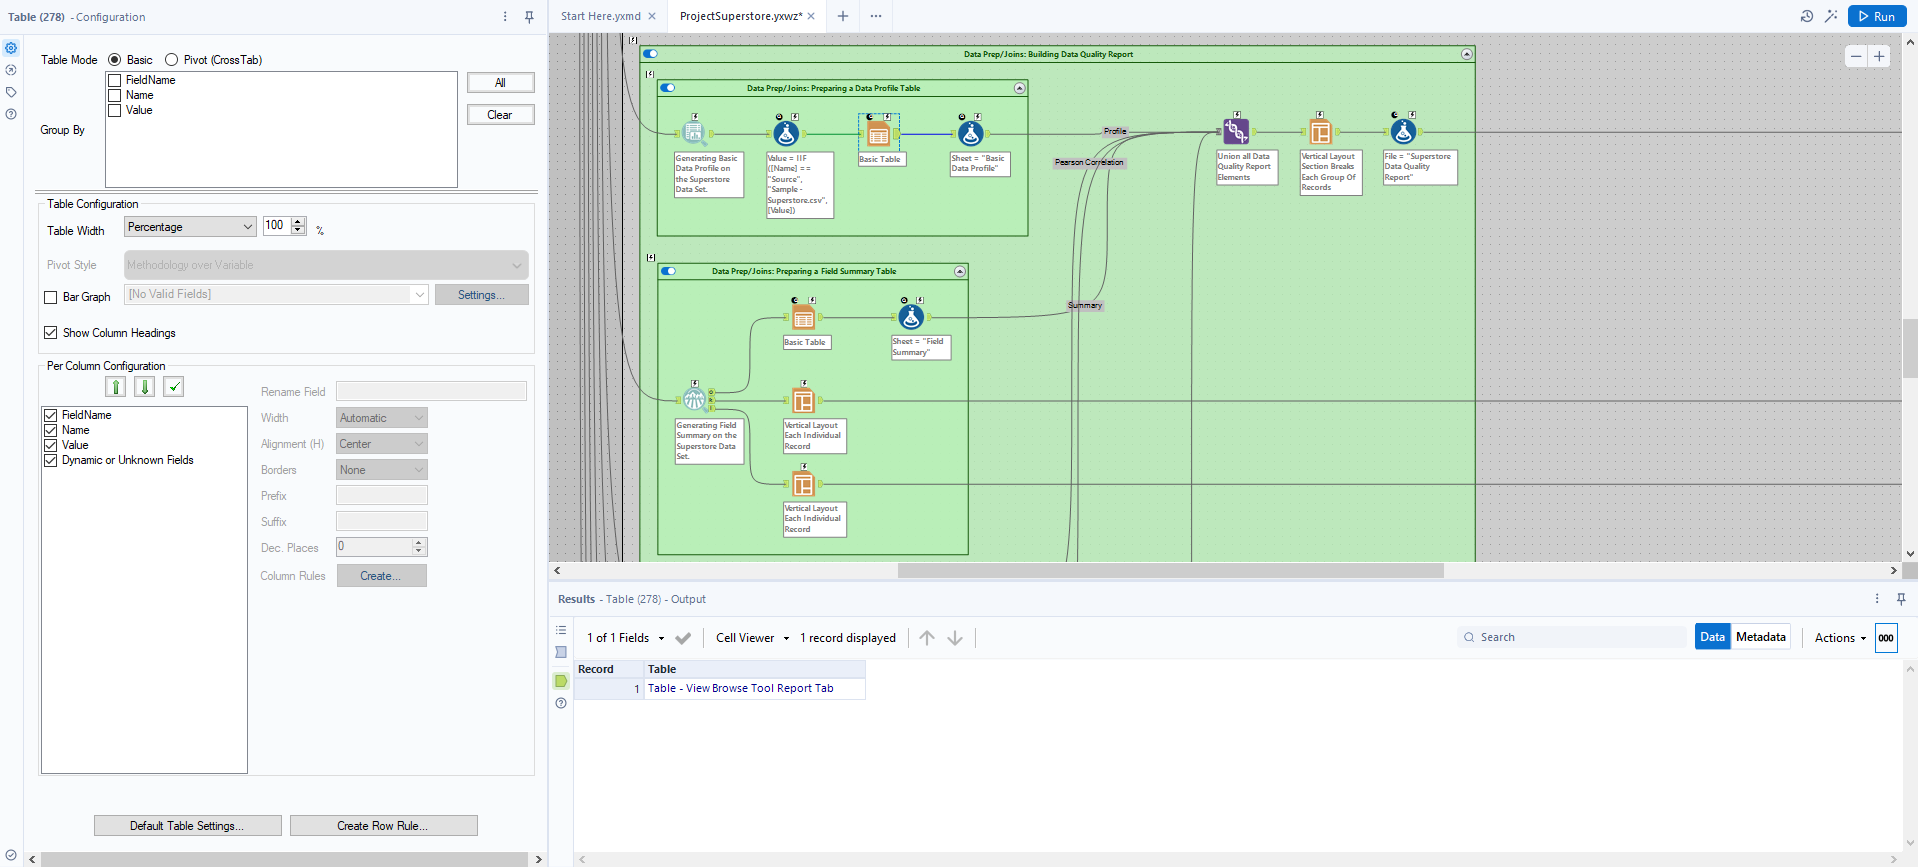 Table (278) - Configuration
Start Here.yxmd
ProjectSuperstore.yxwz*
Run
Table Mode
Basic
Pivot (CrossTab)
FieldName
Name
Value
All
Clear
Group By
Table Configuration
Table Width
Percentage
100
%
Pivot Style
Methodology over Variable
Bar Graph
[No Valid Fields]
Settings...
Show Column Headings
Per Column Configuration
FieldName
Name
Value
Dynamic or Unknown Fields
Rename Field
Width
Automatic
Alignment (H)
Center
Borders
None
Prefix
Suffix
Dec. Places
0
Column Rules
Create...
Default Table Settings...
Create Row Rule...
Data Prep/Joins: Building Data Quality Report
Data Prep/Joins: Preparing a Data Profile Table
Generating Basic
Data Profile on
the Superstore
Data Set.
Value = IIF
([Name] ==
"Source",
"Sample -
Superstore.csv",
[Value])
Basic Table
Sheet = "Basic
Data Profile"
Profile
Pearson Correlation
Union all Data
Quality Report
Elements
Vertical Layout
Section Breaks
Each Group Of
Records
File = "Superstore
Data Quality
Report"
Data Prep/Joins: Preparing a Field Summary Table
Basic Table
Sheet = "Field
Summary"
Summary
Generating Field
Summary on the
Superstore Data
Set.
Vertical Layout
Each Individual
Record
Vertical Layout
Each Individual
Record
Results - Table (278) - Output
1 of 1 Fields
Cell Viewer
1 record displayed
Search
Data
Metadata
Actions
000
Record
Table
1
Table - View Browse Tool Report Tab